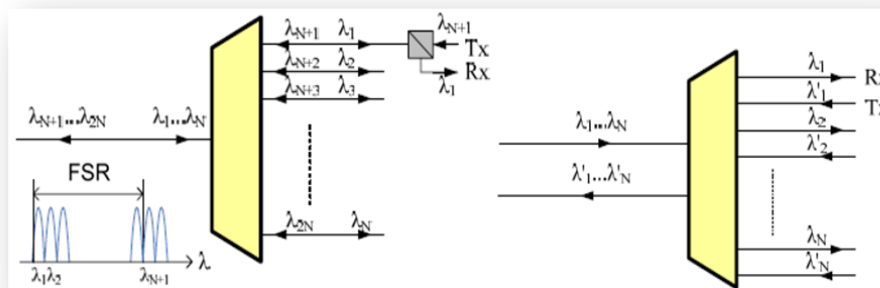 λN+1 λ1 λN+1 Tx
λN+2 λ2 Rx
λN+3 λ3 λ1
λN+1...λ2N λ1...λN
FSR
λ2N λN
λ1λ2 λN+1 λ
λ1...λN
λ'1...λ'N
λ1 Rx
λ'1 Tx
λ2
λ'2
λN
λ'N